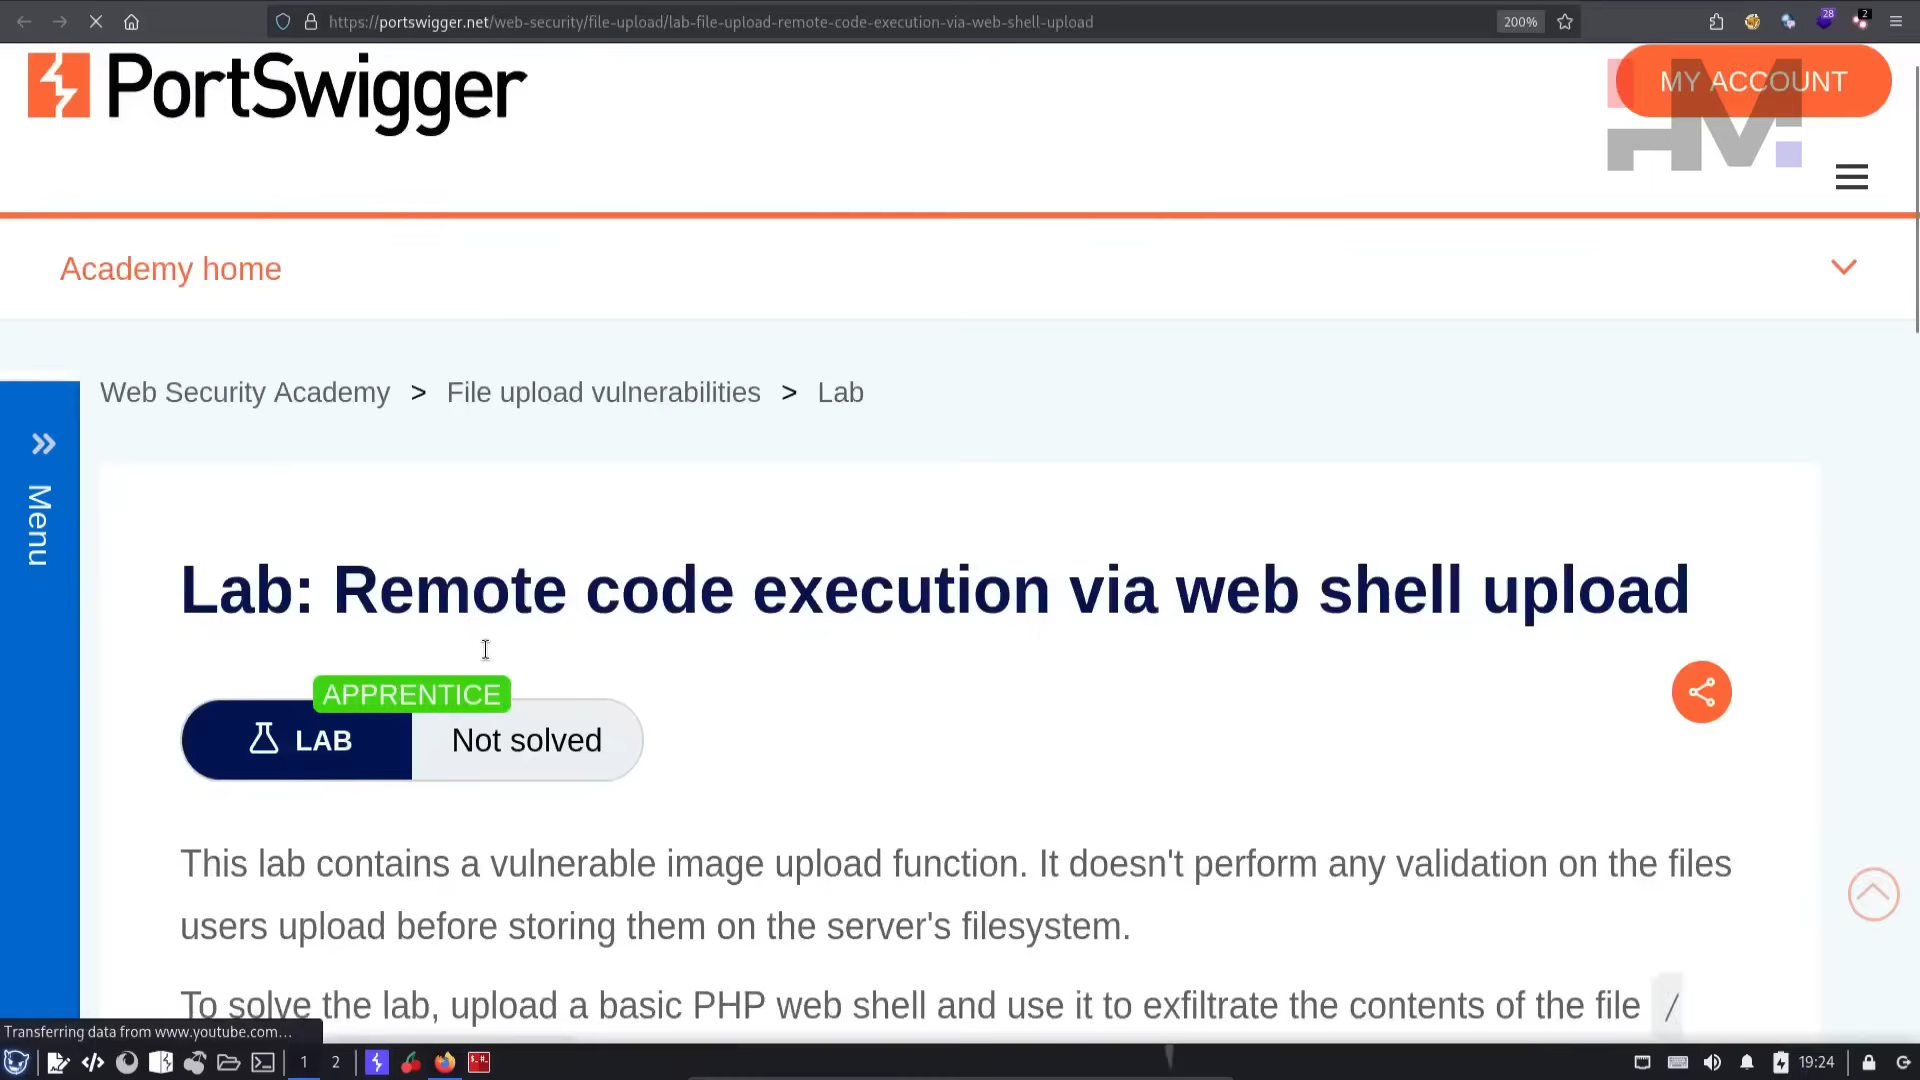 https://portswigger.net/web-security/file-upload/lab-file-upload-remote-code-execution-via-web-shell-upload
200%
28
2
PortSwigger
MY ACCOUNT
HM
Academy home
Web Security Academy > File upload vulnerabilities > Lab
Menu
Lab: Remote code execution via web shell upload
APPRENTICE
LAB
Not solved
This lab contains a vulnerable image upload function. It doesn't perform any validation on the files
users upload before storing them on the server's filesystem.
To solve the lab, upload a basic PHP web shell and use it to exfiltrate the contents of the file /
Transferring data from www.youtube.com...
1
2
19:24